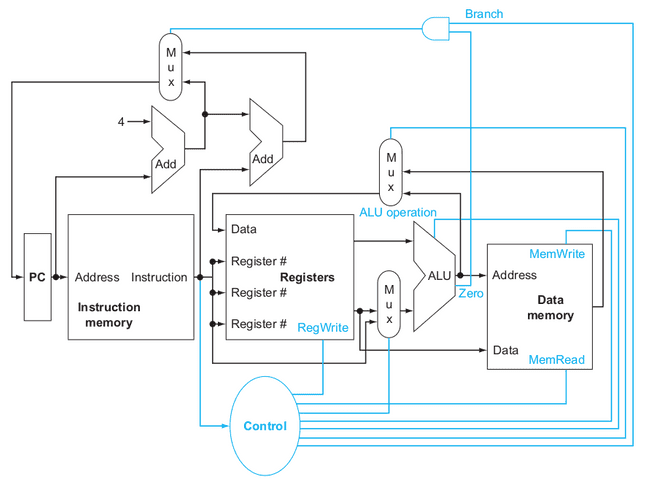 Branch
M
u
x
4
Add
Add
M
u
x
ALU operation
Data
Register #
Registers
Register #
Register #
RegWrite
PC
Address
Instruction
Instruction
memory
M
u
x
ALU
Zero
MemWrite
Address
Data
memory
Data
MemRead
Control